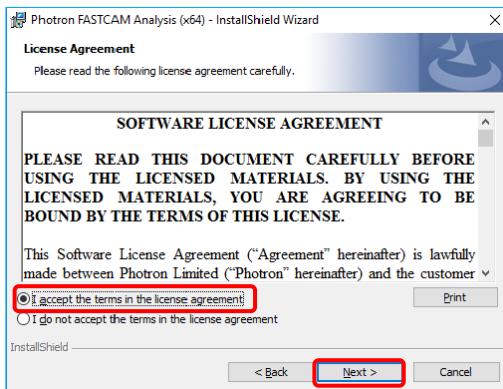 Photron FASTCAM Analysis (x64) - InstallShield Wizard
License Agreement
Please read the following license agreement carefully.
SOFTWARE LICENSE AGREEMENT
PLEASE READ THIS DOCUMENT CAREFULLY BEFORE
USING THE LICENSED MATERIALS. BY USING THE
LICENSED MATERIALS, YOU ARE AGREEING TO BE
BOUND BY THE TERMS OF THIS LICENSE.
This Software License Agreement (“Agreement” hereinafter) is lawfully
made between Photron Limited (“Photron” hereinafter) and the customer
I accept the terms in the license agreement
Print
I do not accept the terms in the license agreement
InstallShield
< Back
Next >
Cancel